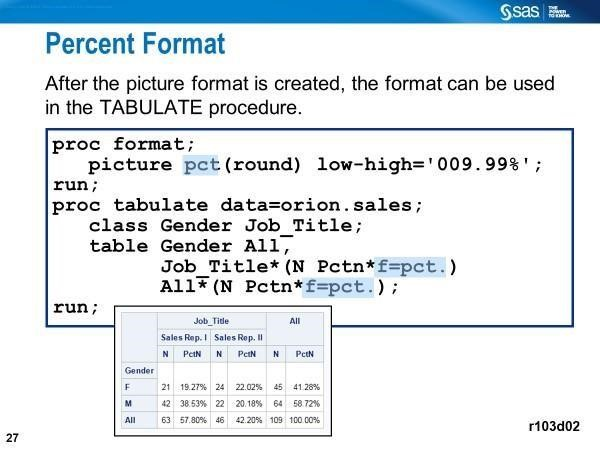 sas THE POWER TO KNOW.
Percent Format
After the picture format is created, the format can be used
in the TABULATE procedure.
proc format;
picture pct(round) low-high='009.99%';
run;
proc tabulate data=orion.sales;
class Gender Job_Title;
table Gender All,
Job_Title*(N Pctn*f=pct.)
All*(N Pctn*f=pct.);
run;
Job_Title All
Sales Rep. I Sales Rep. II
N PctN N PctN N PctN
Gender
F 21 19.27% 24 22.02% 45 41.28%
M 42 38.53% 22 20.18% 64 58.72%
All 63 57.80% 46 42.20% 109 100.00%
r103d02
27